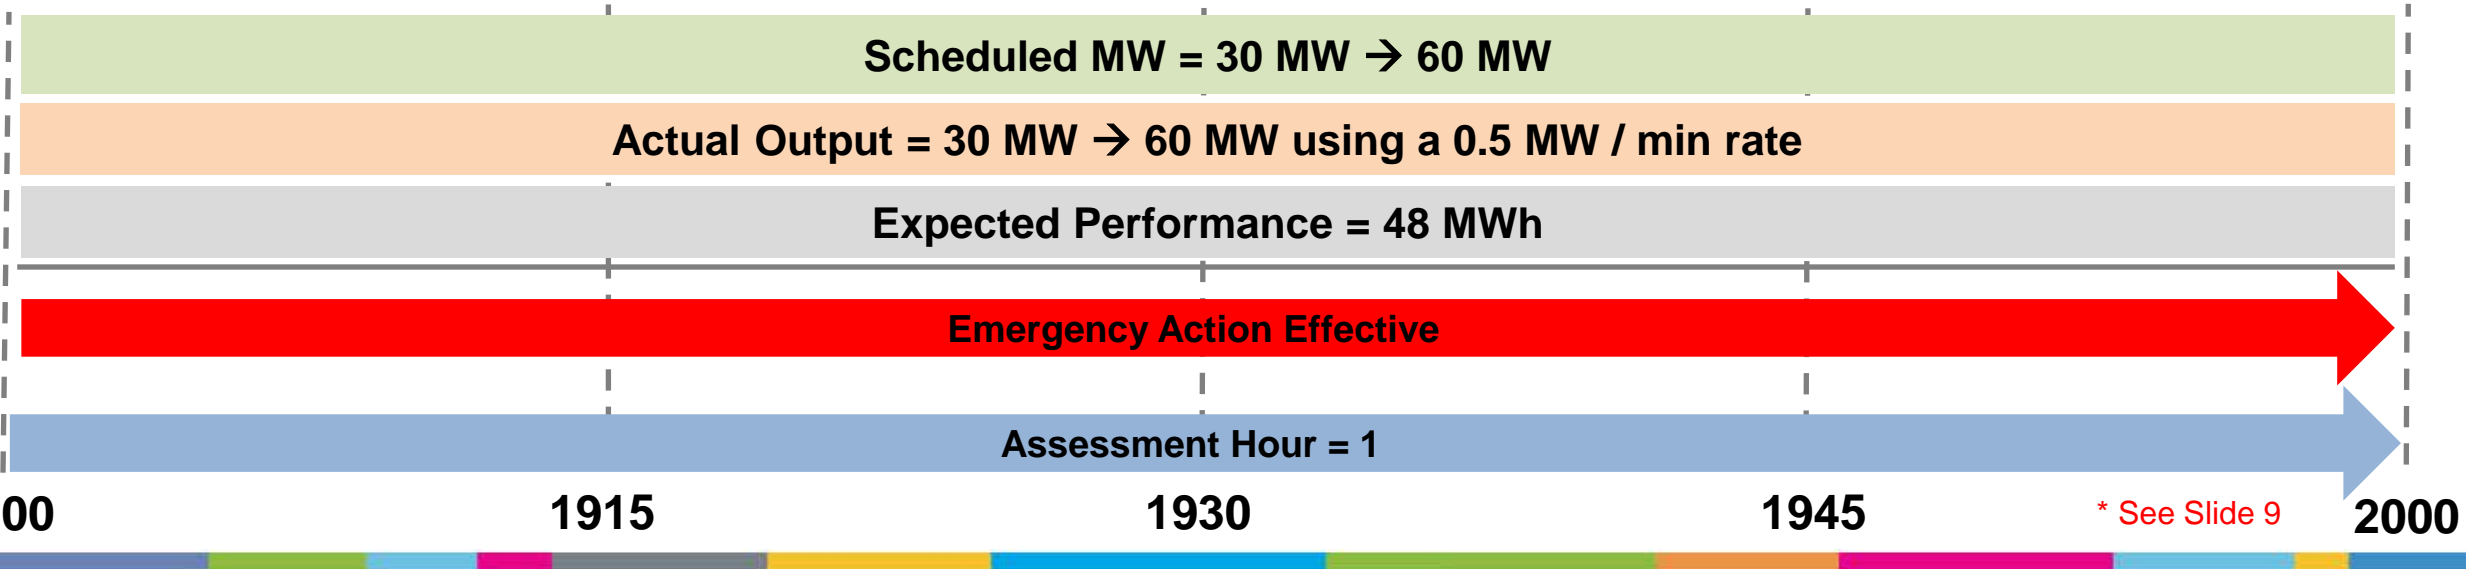 Scheduled MW = 30 MW → 60 MW
Actual Output = 30 MW → 60 MW using a 0.5 MW / min rate
Expected Performance = 48 MWh
Emergency Action Effective
Assessment Hour = 1
00 1915 1930 1945 * See Slide 9 2000